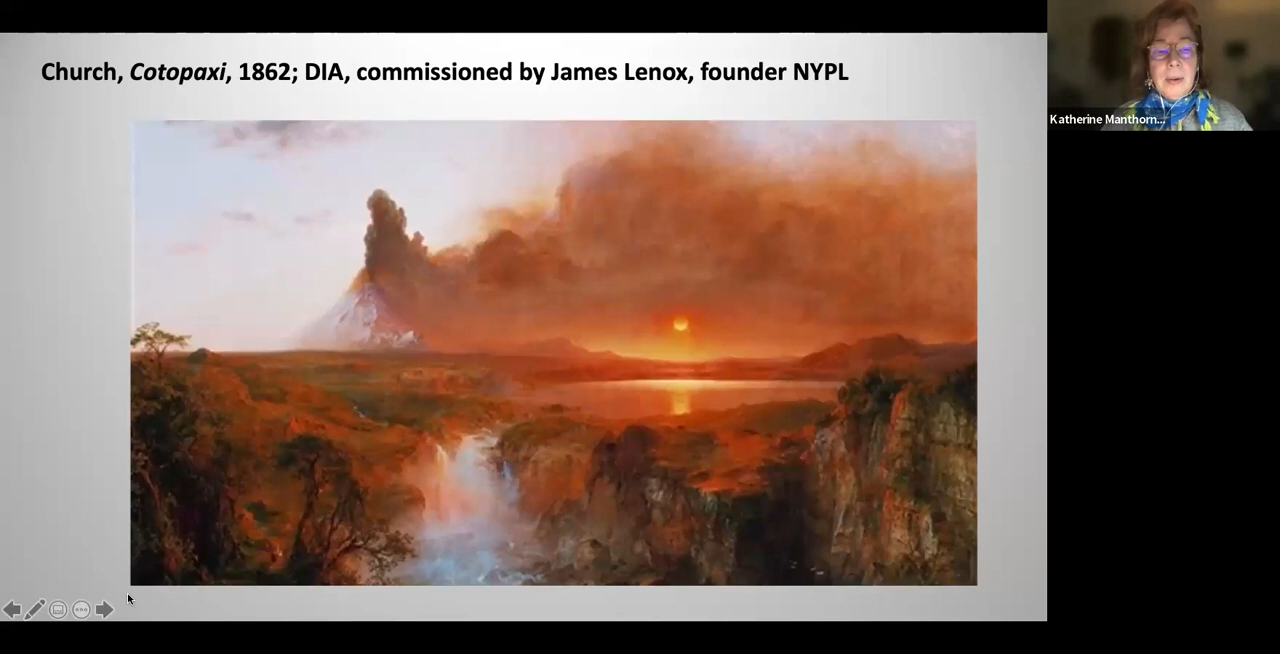 Church, Cotopaxi, 1862; DIA, commissioned by James Lenox, founder NYPL
Katherine Manthorn...